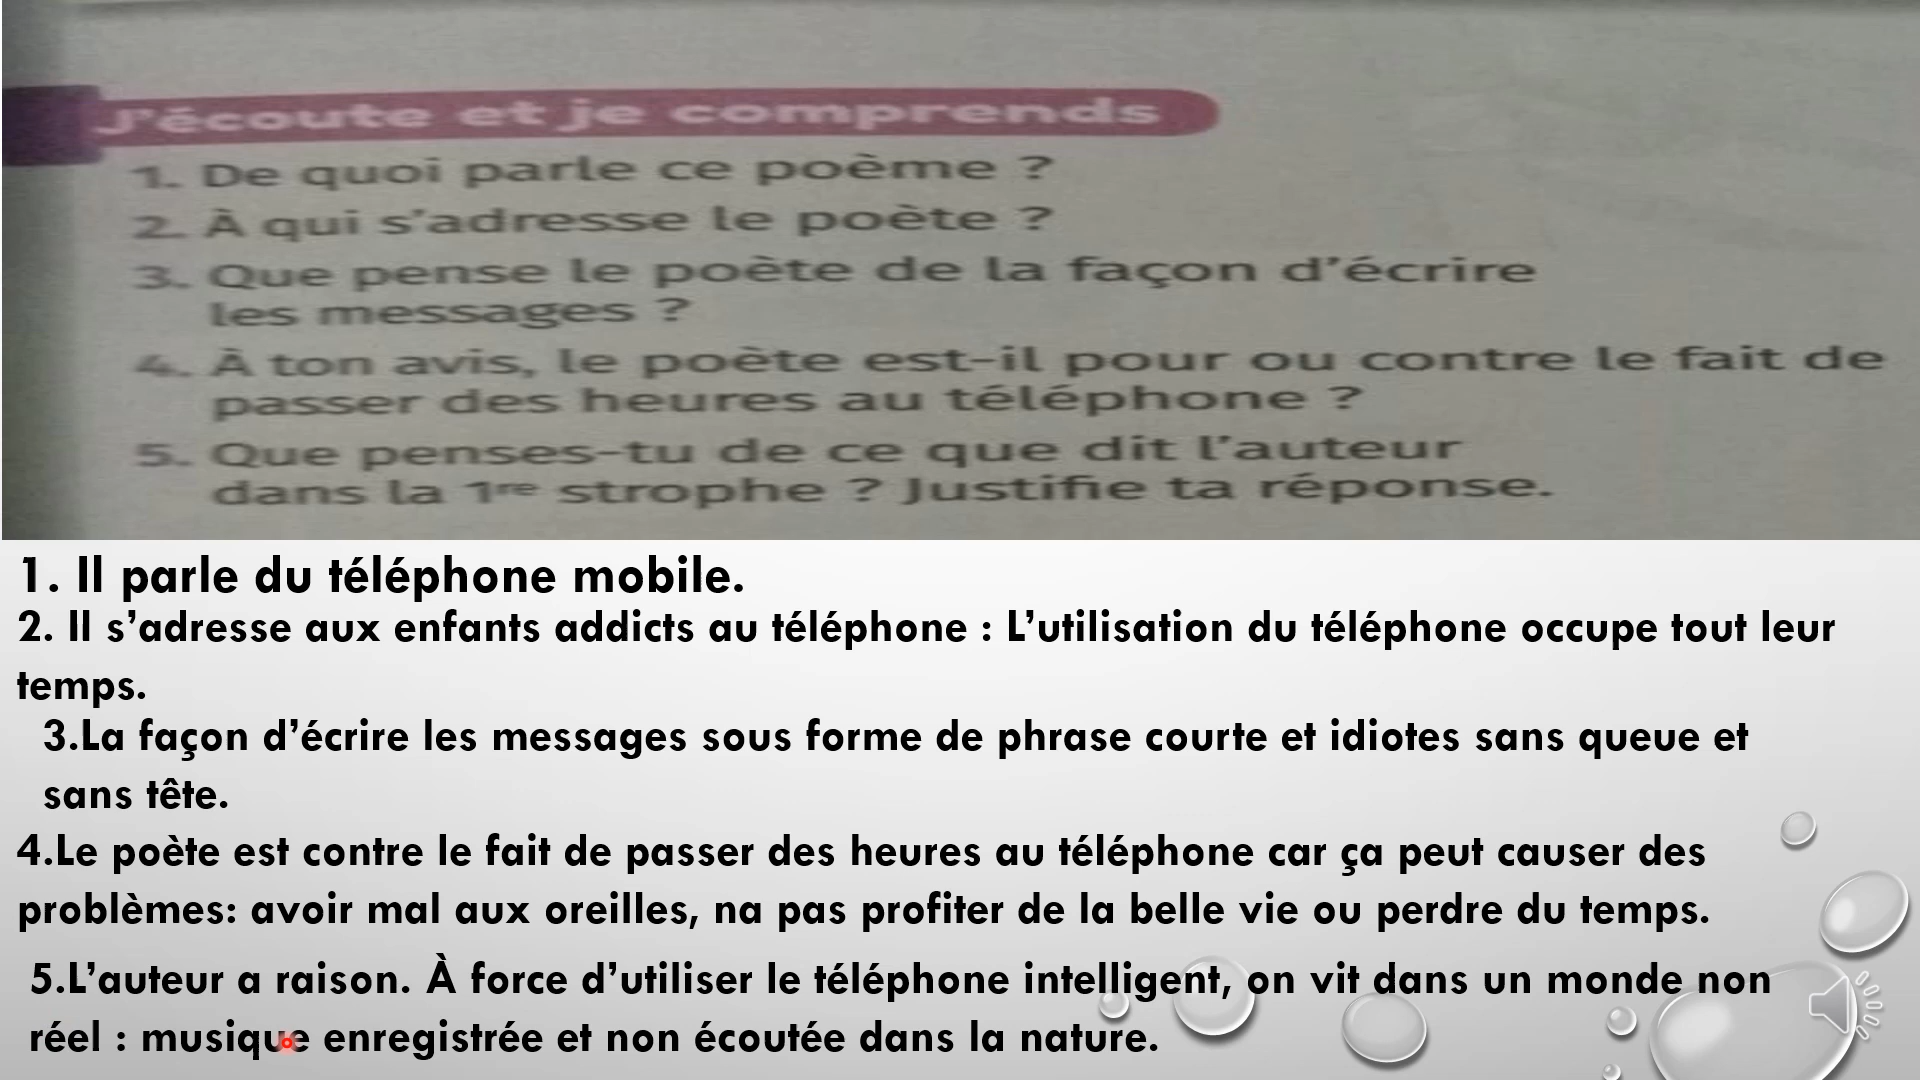 J'écoute et je comprends
1. De quoi parle ce poème ?
2. À qui s'adresse le poète ?
3. Que pense le poète de la façon d'écrire
les messages ?
4. À ton avis, le poète est-il pour ou contre le fait de
passer des heures au téléphone ?
5. Que penses-tu de ce que dit l'auteur
dans la 1re strophe ? Justifie ta réponse.
1. Il parle du téléphone mobile.
2. Il s’adresse aux enfants addicts au téléphone : L’utilisation du téléphone occupe tout leur
temps.
3.La façon d’écrire les messages sous forme de phrase courte et idiotes sans queue et
sans tête.
4.Le poète est contre le fait de passer des heures au téléphone car ça peut causer des
problèmes: avoir mal aux oreilles, na pas profiter de la belle vie ou perdre du temps.
5.L’auteur a raison. À force d’utiliser le téléphone intelligent, on vit dans un monde non
réel : musique enregistrée et non écoutée dans la nature.